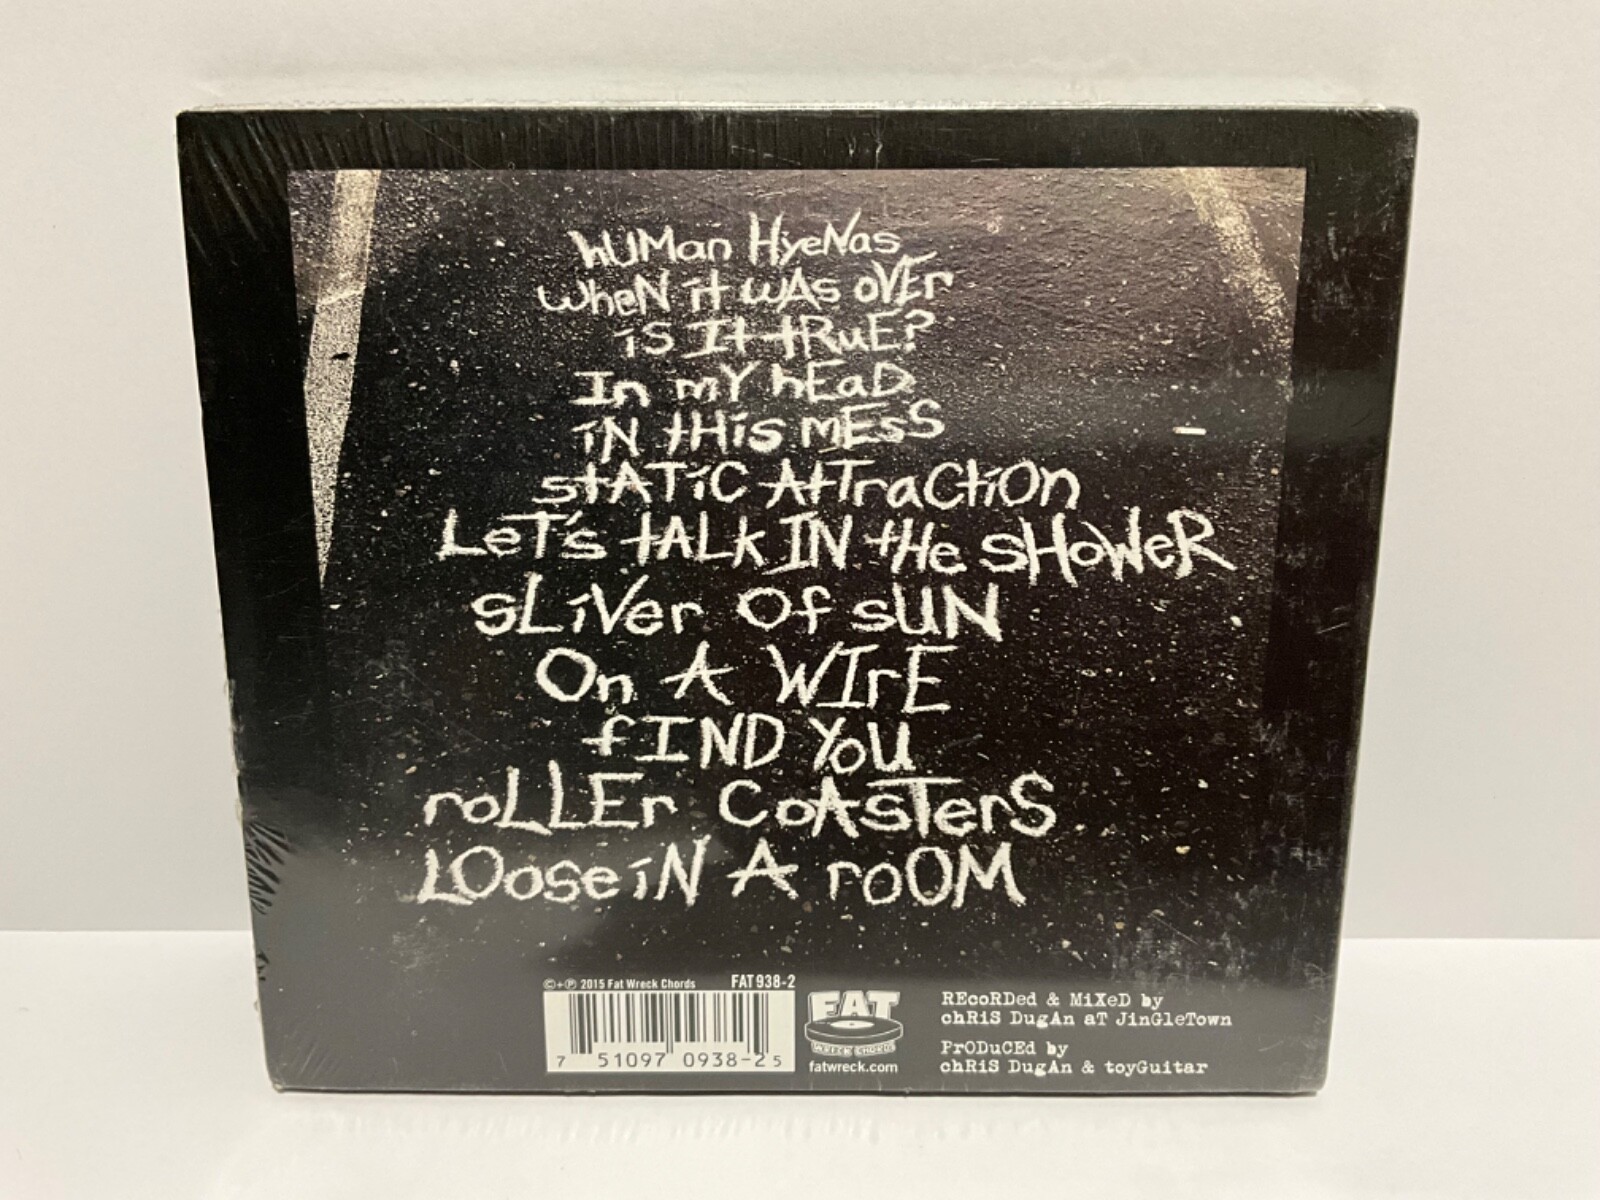 hUMan HyeNas
wheN it wAs oVEr
is It tRuE?
In mY hEaD
iN tHis mEssS
stATiC AtTraCtiOn
LeT's tALk IN tHe sHoWeR
sLiVer Of sUN
On A WIrE
fIND YoU
roLLEr CoAsTerS
LOose iN A roOM
©+℗ 2015 Fat Wreck Chords FAT 938-2
7 51097 0938-2 5
FAT
WRECK CHORDS
fatwreck.com
REcoRDed & MiXeD by
chRiS DugAn aT JinGleTown
PrODuCEd by
chRiS DugAn & toyGuitar